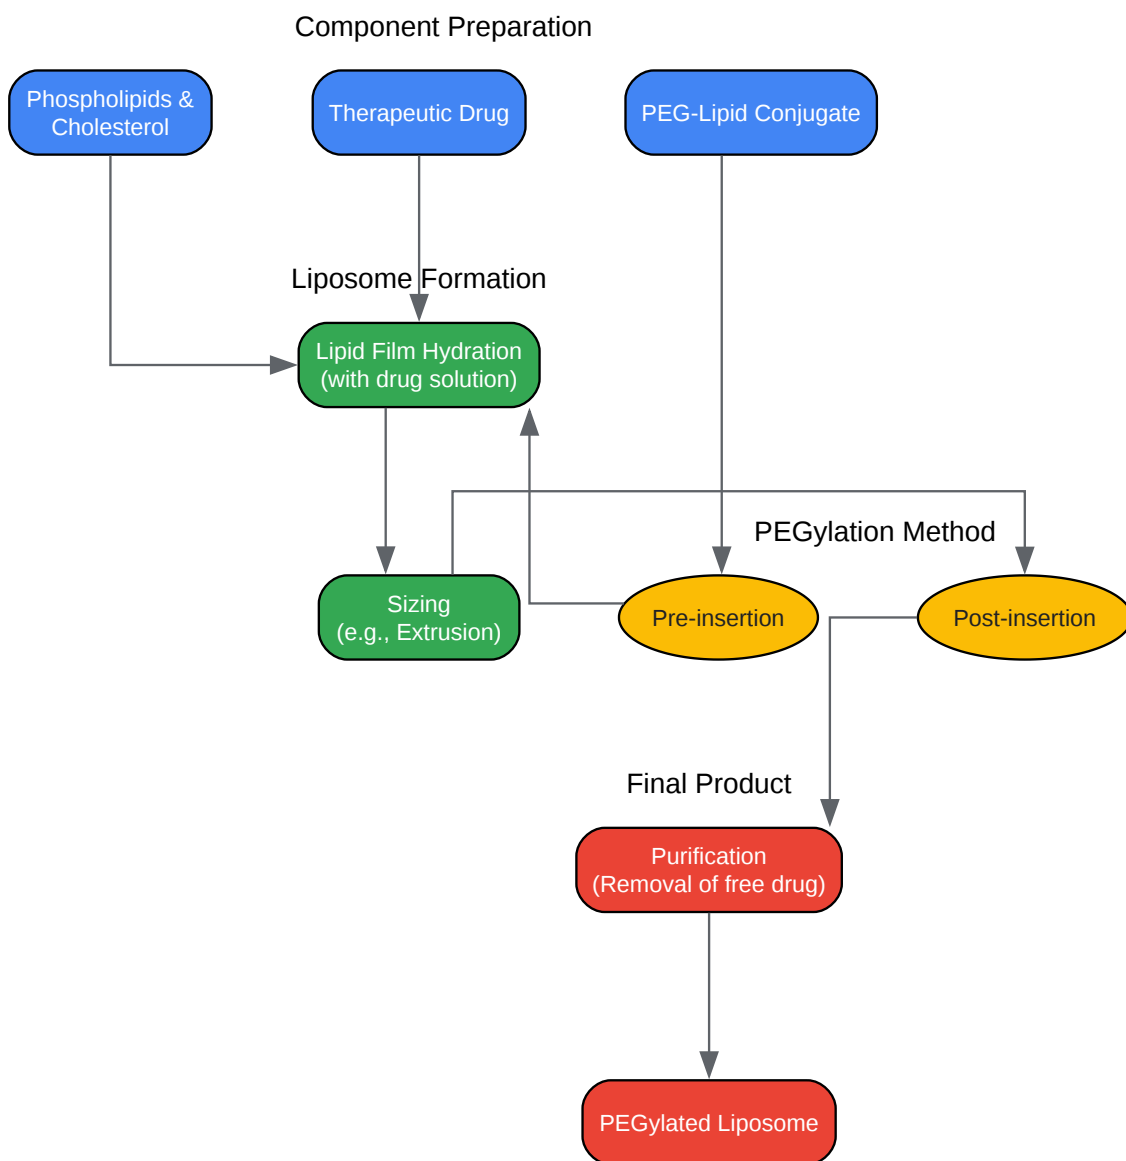 Component Preparation
Phospholipids &
Cholesterol
Therapeutic Drug
PEG-Lipid Conjugate
Liposome Formation
Lipid Film Hydration
(with drug solution)
PEGylation Method
Sizing
(e.g., Extrusion)
Pre-insertion
Post-insertion
Final Product
Purification
(Removal of free drug)
PEGylated Liposome